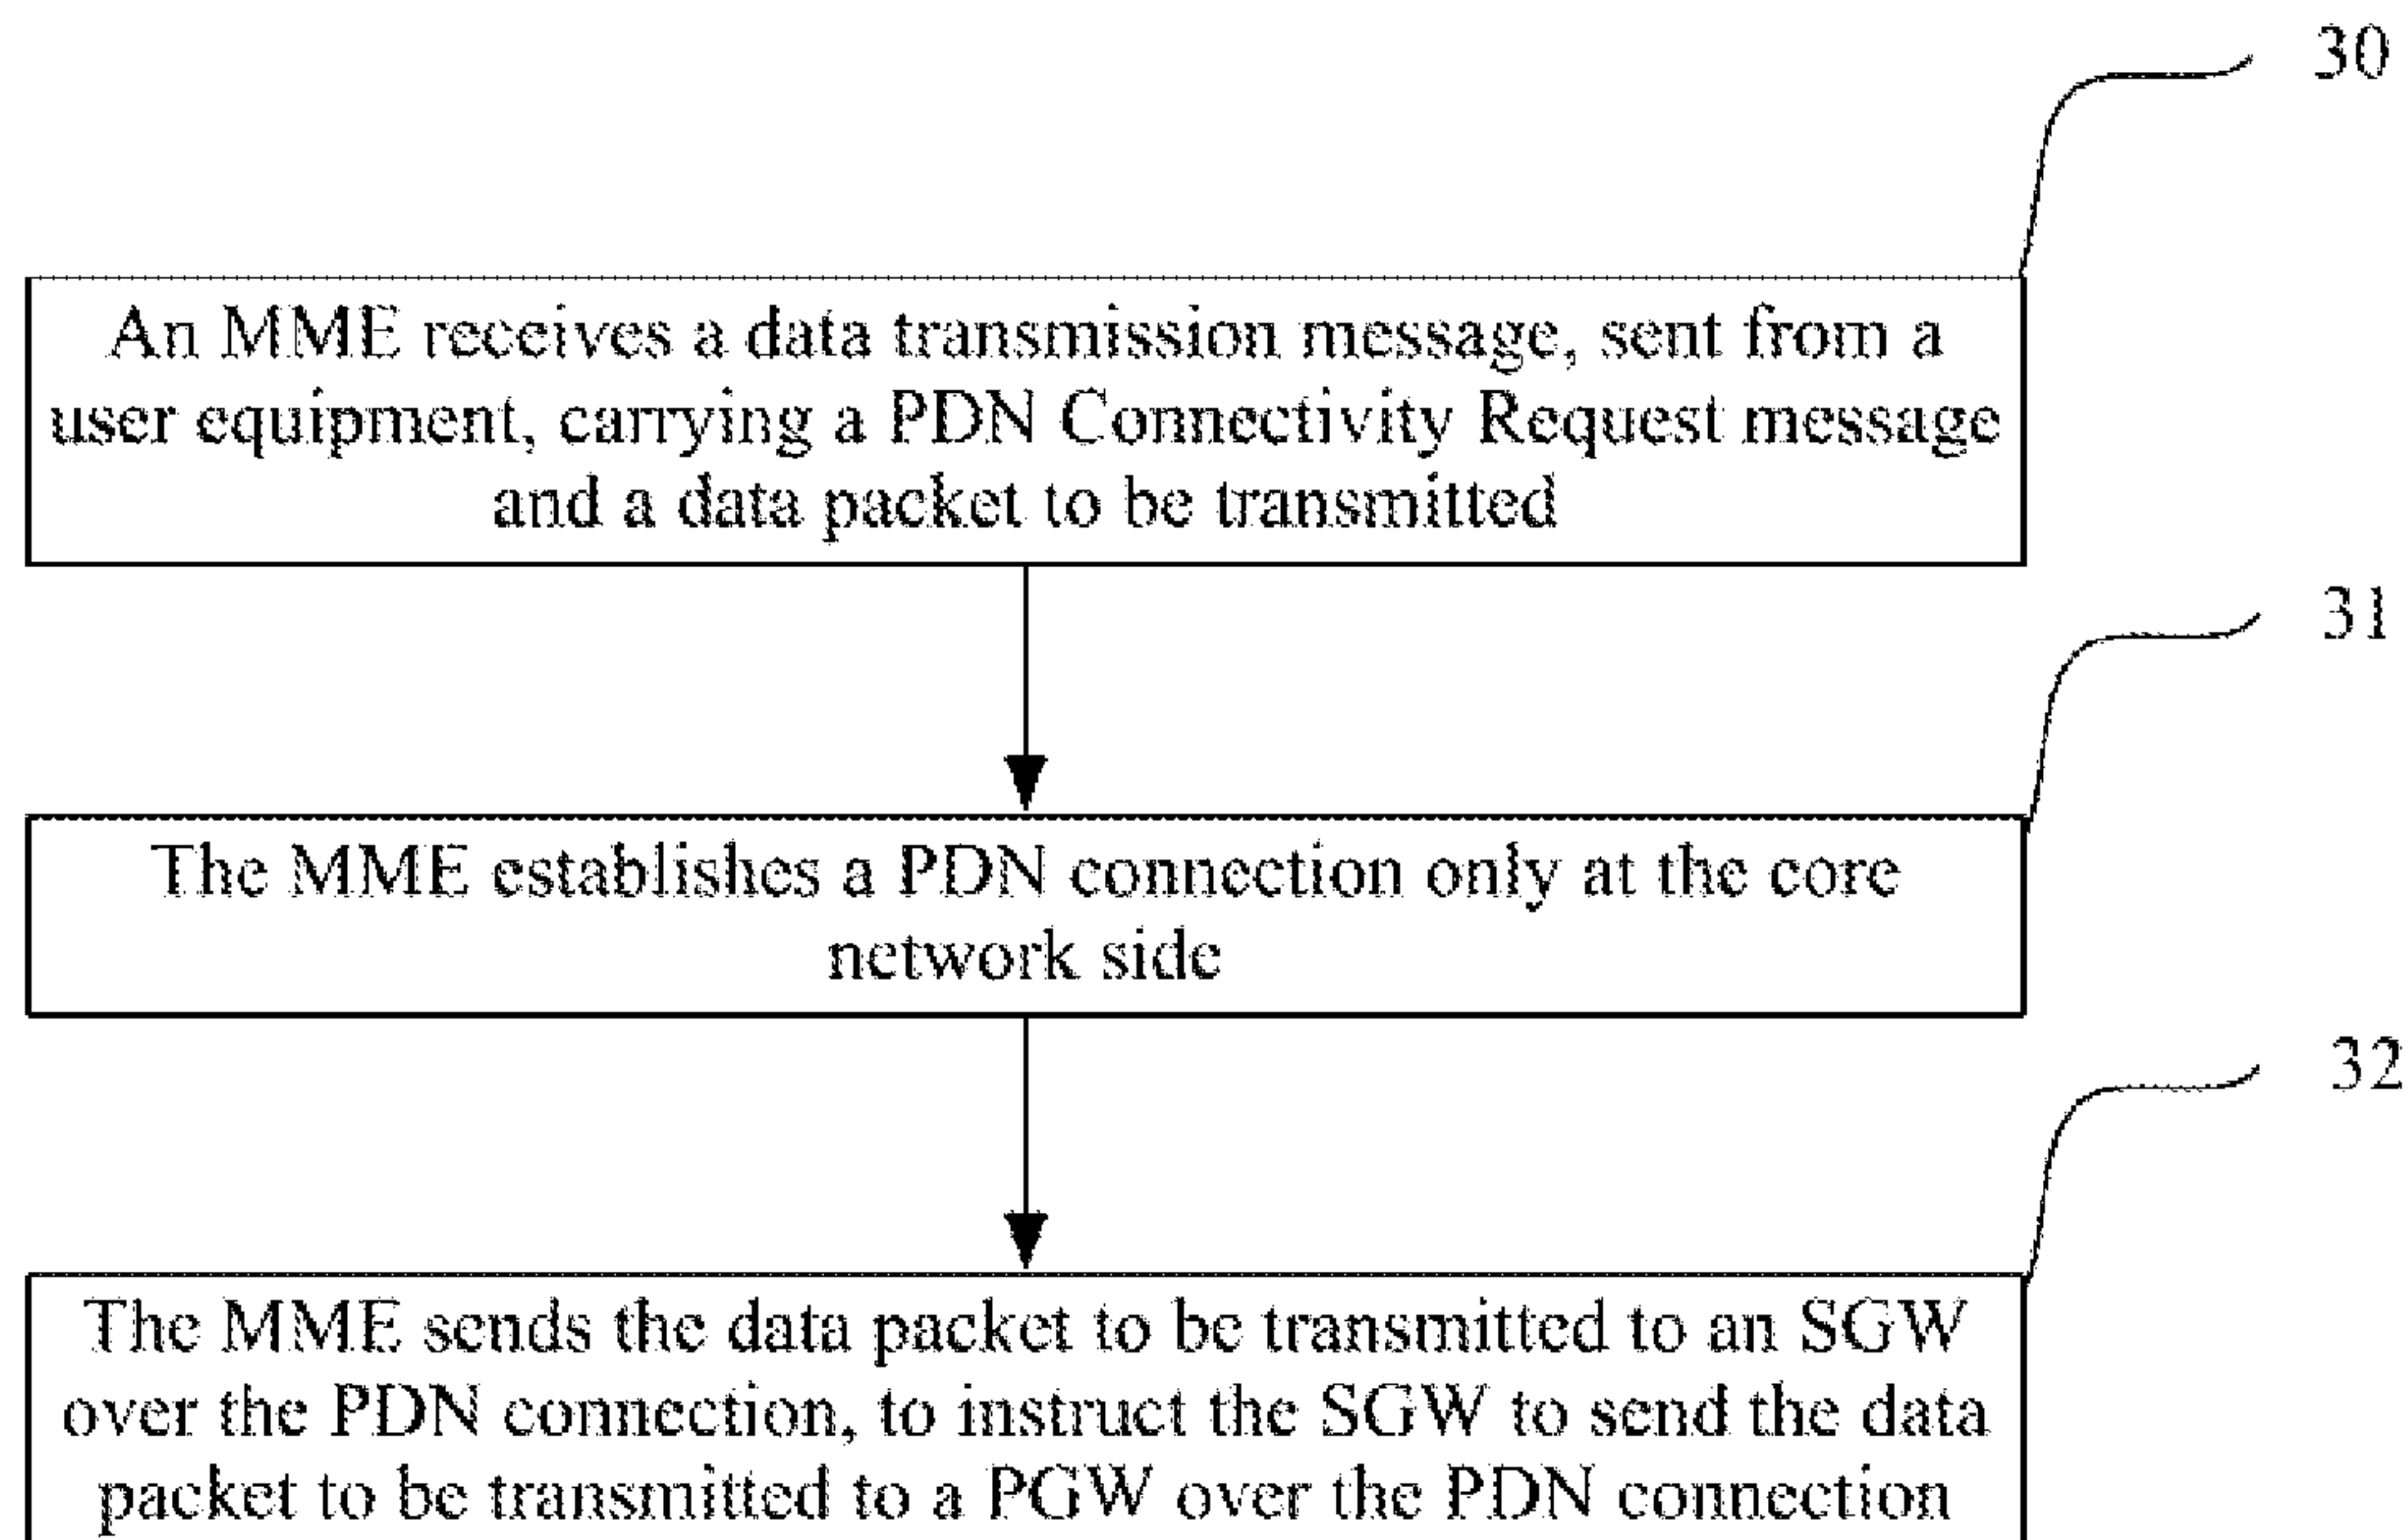 30
An MME receives a data transmission message, sent from a
user equipment, carrying a PDN Connectivity Request message
and a data packet to be transmitted
31
The MME establishes a PDN connection only at the core
network side
32
The MME sends the data packet to be transmitted to an SGW
over the PDN connection, to instruct the SGW to send the data
packet to be transmitted to a PGW over the PDN connection